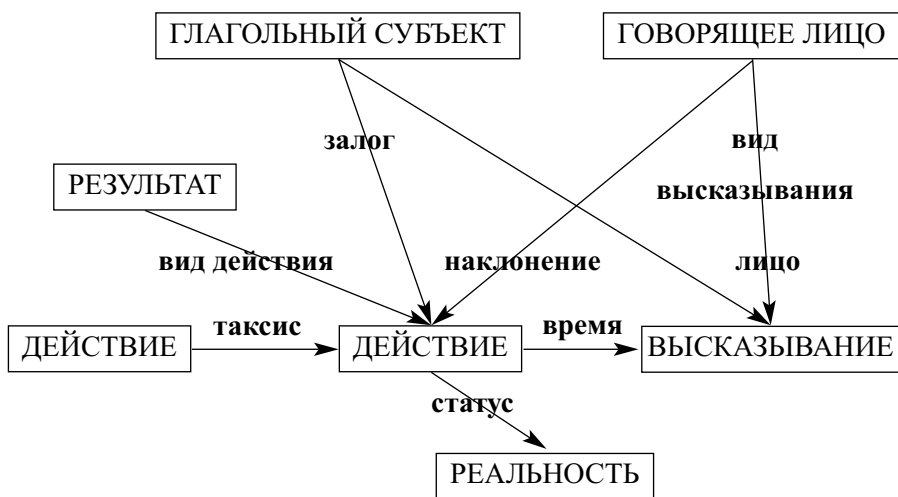 ГЛАГОЛЬНЫЙ СУБЪЕКТ
ГОВОРЯЩЕЕ ЛИЦО
залог
вид
высказывания
РЕЗУЛЬТАТ
вид действия
наклонение
лицо
ДЕЙСТВИЕ
таксис
ДЕЙСТВИЕ
время
ВЫСКАЗЫВАНИЕ
статус
РЕАЛЬНОСТЬ